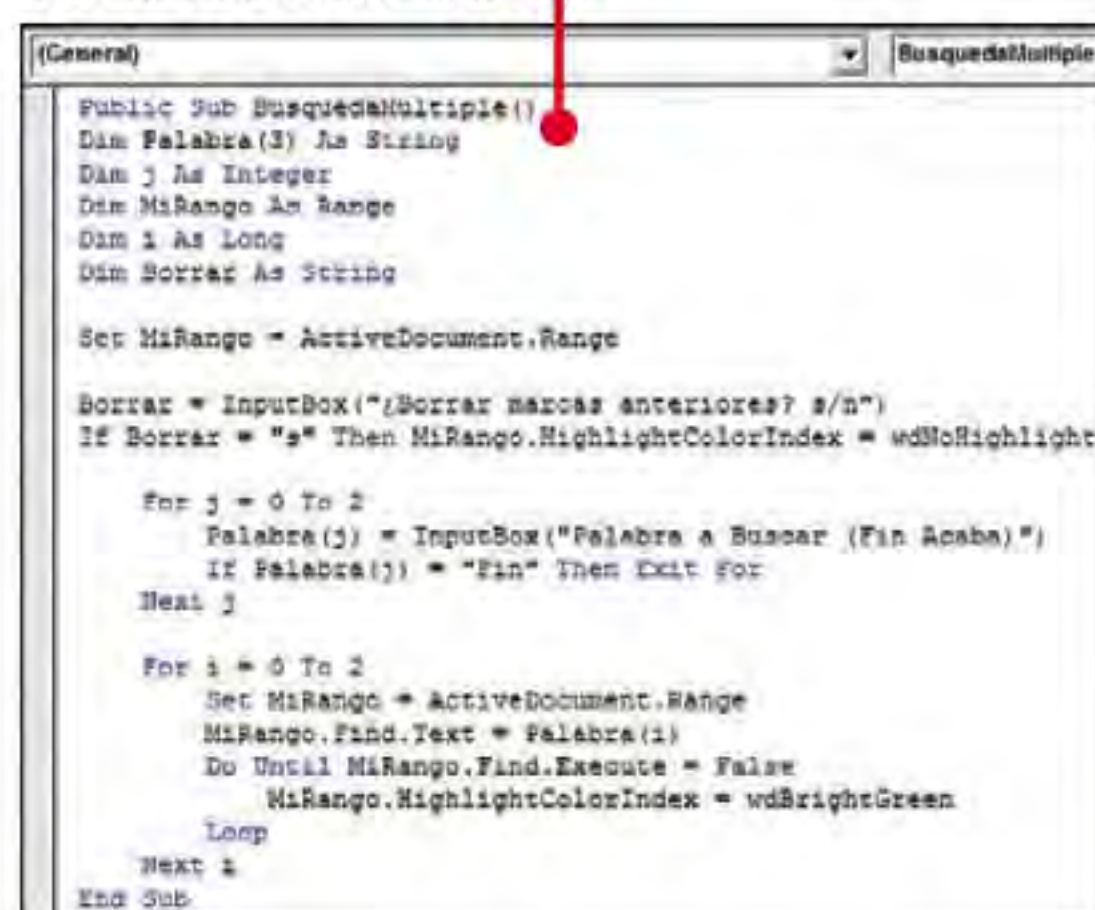 (General)
BusquedaMultiple
Public Sub BusquedaMultiple()
Dim Palabra(3) As String
Dim j As Integer
Dim MiRango As Range
Dim i As Long
Dim Borrar As String
Set MiRango = ActiveDocument.Range
Borrar = InputBox("¿Borrar marcas anteriores? s/n")
If Borrar = "s" Then MiRango.HighlightColorIndex = wdNoHighlight
For j = 0 To 2
Palabra(j) = InputBox("Palabra a Buscar (Fin Acaba)")
If Palabra(j) = "Fin" Then Exit For
Next j
For i = 0 To 2
Set MiRango = ActiveDocument.Range
MiRango.Find.Text = Palabra(i)
Do Until MiRango.Find.Execute = False
MiRango.HighlightColorIndex = wdBrightGreen
Loop
Next i
End Sub